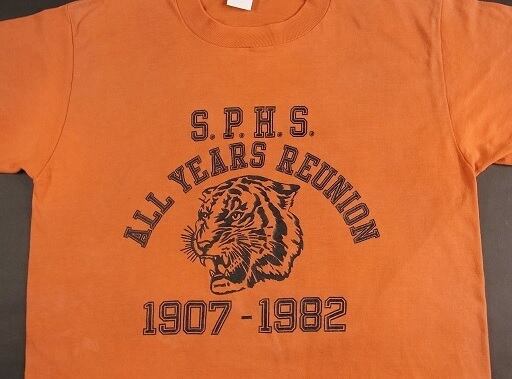 S.P.H.S.
ALL YEARS REUNION
1907-1982